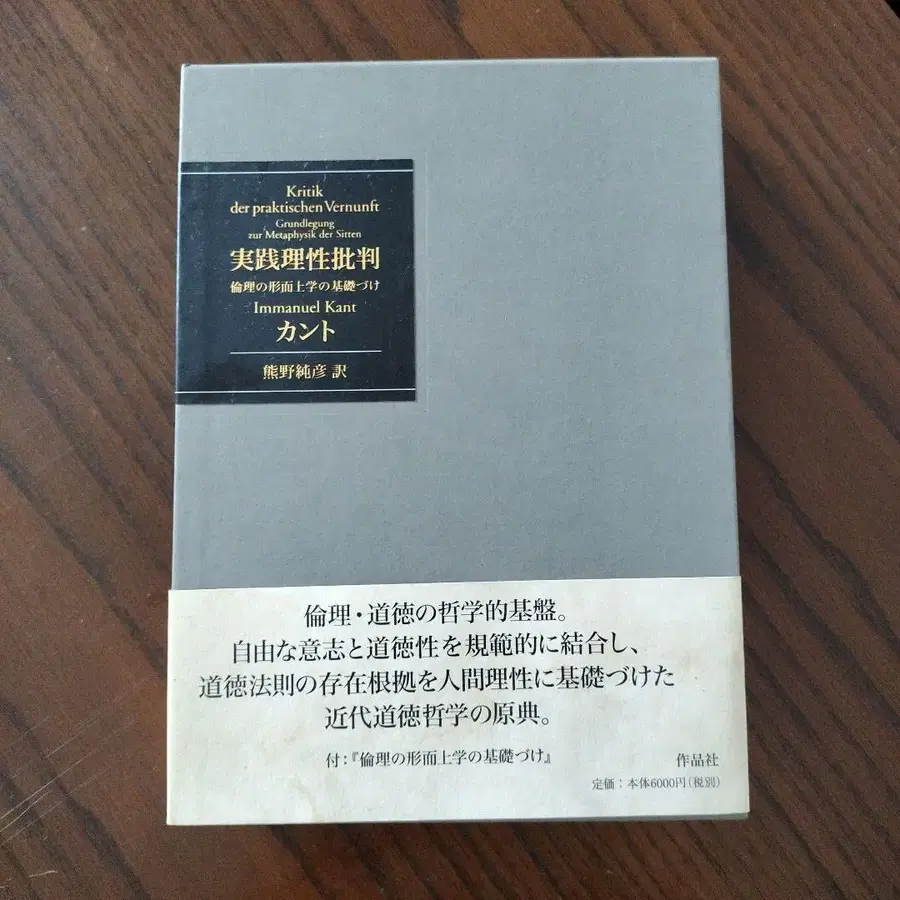 Kritik
der praktischen Vernunft
Grundlegung
zur Metaphysik der Sitten
実践理性批判
倫理の形而上学の基礎づけ
Immanuel Kant
カント
熊野純彦 訳
倫理・道徳の哲学的基盤。
自由な意志と道徳性を規範的に結合し、
道徳法則の存在根拠を人間理性に基礎づけた
近代道徳哲学の原典。
付:『倫理の形而上学の基礎づけ』
作品社
定価：本体6000円（税別）